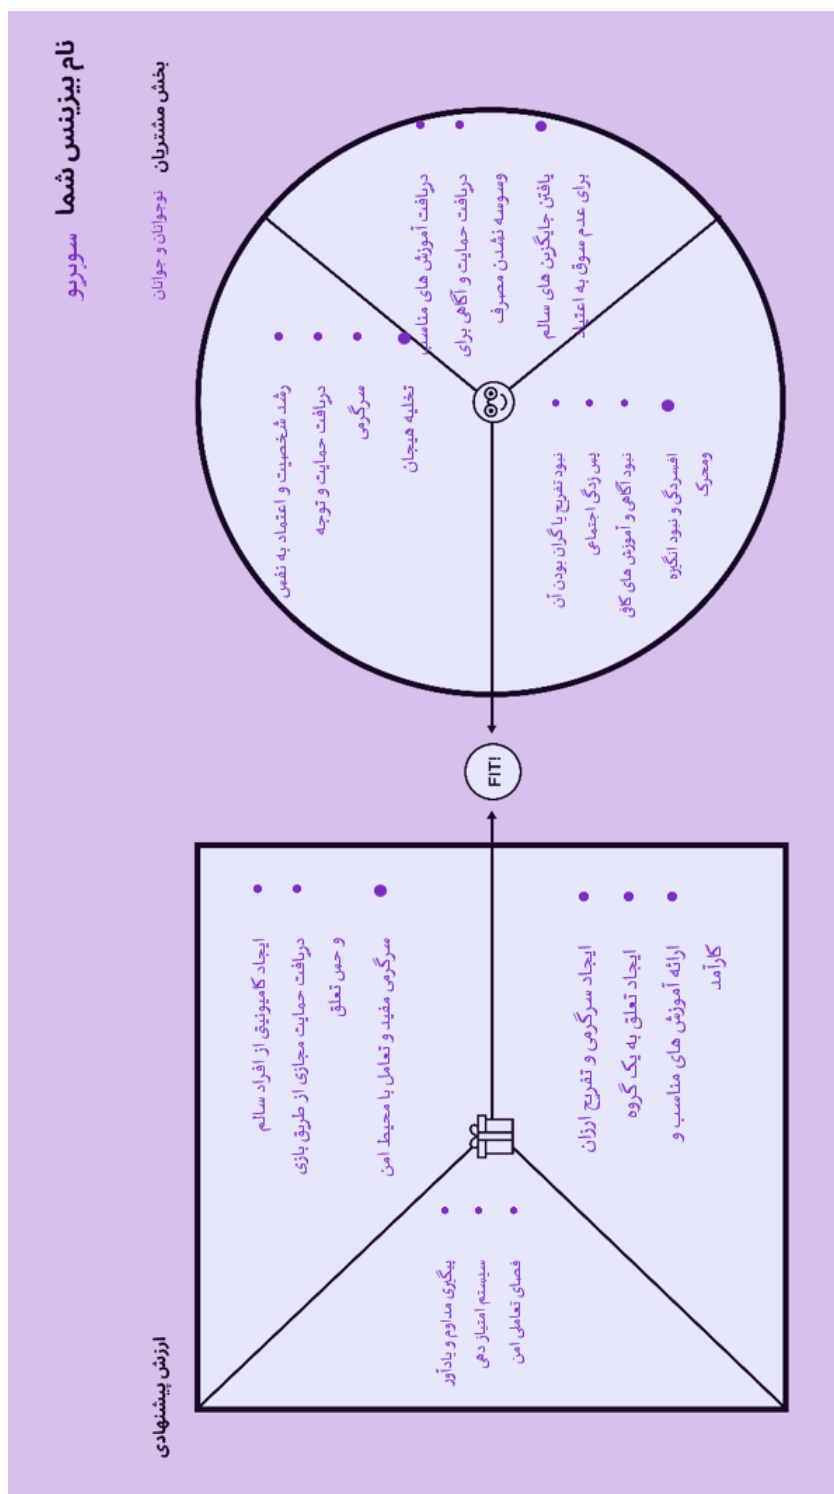 نام بیزینس شما
سوبریو
بخش مشتریان
نوجوانان و جوانان
رشد شخصیت و اعتماد به نفس
دریافت حمایت و توجه
سرگرمی
تخلیه هیجان
دریافت آموزش های مناسب
دریافت حمایت و آگاهی برای
وسوسه نشدن مصرف
یافتن جایگزین های سالم
برای عدم سوق به اعتیاد
نبود تفریح یا گران بودن آن
پس زدگی اجتماعی
نبود آگاهی و آموزش های کافی
افسردگی و نبود انگیزه
ومحرک
FIT!
ارزش پیشنهادی
ایجاد کامیونیتی از افراد سالم
دریافت حمایت مجازی از طریق بازی
و حس تعلق
سرگرمی مفید و تعامل با محیط امن
پیگیری مداوم و یادآور
سیستم امتیاز دهی
فضای تعاملی امن
ایجاد سرگرمی و تفریح ارزان
ایجاد تعلق به یک گروه
ارائه آموزش های مناسب و
کارآمد